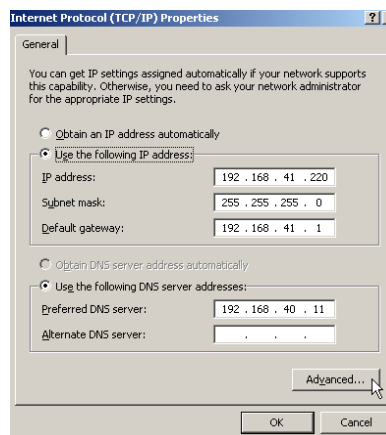 Internet Protocol (TCP/IP) Properties
?
General
You can get IP settings assigned automatically if your network supports
this capability. Otherwise, you need to ask your network administrator
for the appropriate IP settings.
Obtain an IP address automatically
Use the following IP address:
IP address: 192 . 168 . 41 . 220
Subnet mask: 255 . 255 . 255 . 0
Default gateway: 192 . 168 . 41 . 1
Obtain DNS server address automatically
Use the following DNS server addresses:
Preferred DNS server: 192 . 168 . 40 . 11
Alternate DNS server: . . .
Advanced...
OK Cancel